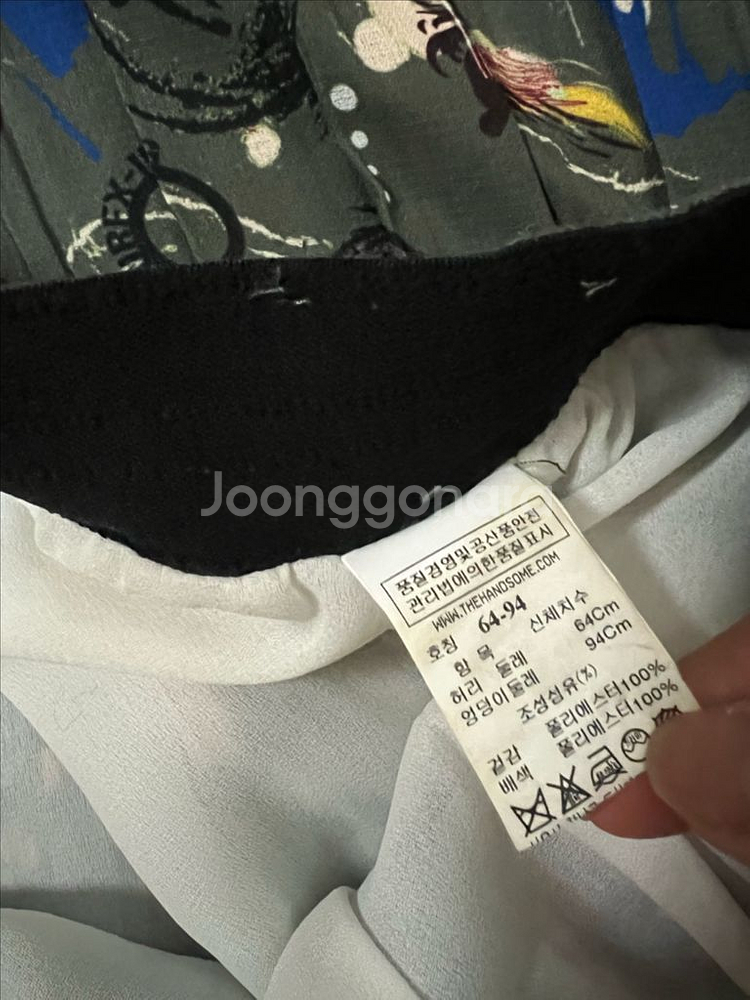 Joonggona
품질경영및공산품안전
관리법에의한품질표시
WWW.THEHANDSOME.COM
호칭 64-94
항 목 신체치수
허리 둘레 64Cm
엉덩이둘레 94Cm
조성섬유(%)
겉감 폴리에스터100%
배색 폴리에스터100%